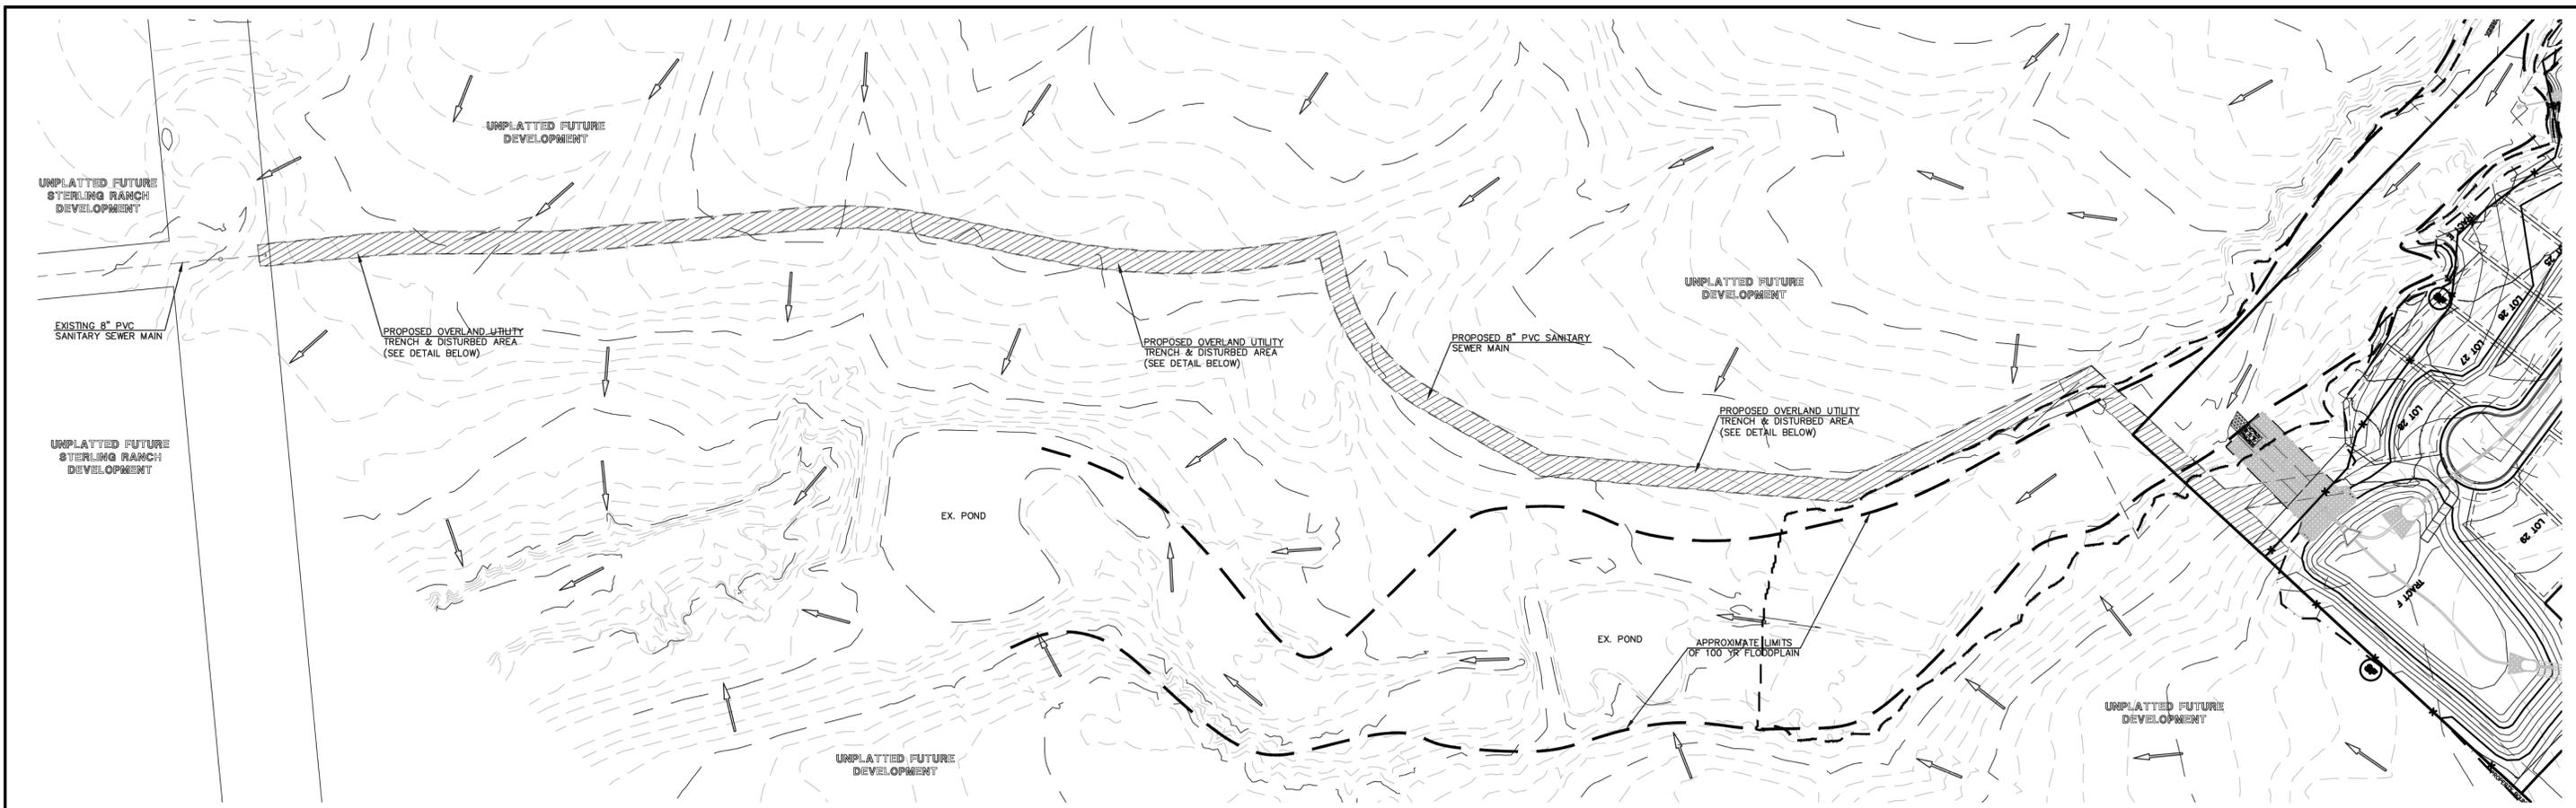 UNPLATTED FUTURE
DEVELOPMENT
UNPLATTED FUTURE
STERLING RANCH
DEVELOPMENT
EXISTING 8" PVC
SANITARY SEWER MAIN
PROPOSED OVERLAND UTILITY
TRENCH & DISTURBED AREA
(SEE DETAIL BELOW)
PROPOSED OVERLAND UTILITY
TRENCH & DISTURBED AREA
(SEE DETAIL BELOW)
PROPOSED 8" PVC SANITARY
SEWER MAIN
UNPLATTED FUTURE
DEVELOPMENT
PROPOSED OVERLAND UTILITY
TRENCH & DISTURBED AREA
(SEE DETAIL BELOW)
UNPLATTED FUTURE
STERLING RANCH
DEVELOPMENT
EX. POND
EX. POND
APPROXIMATE LIMITS
OF 100 YR FLOODPLAIN
UNPLATTED FUTURE
DEVELOPMENT
UNPLATTED FUTURE
DEVELOPMENT
LOT 27
LOT 28
LOT 29
TRACT F